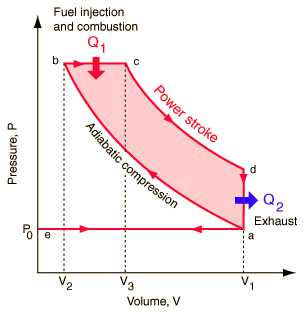 Fuel injection
and combustion
Q1
b
c
Power stroke
Adiabatic compression
d
Q2
Exhaust
Pressure, P
P0
e
a
V2
V3
V1
Volume, V